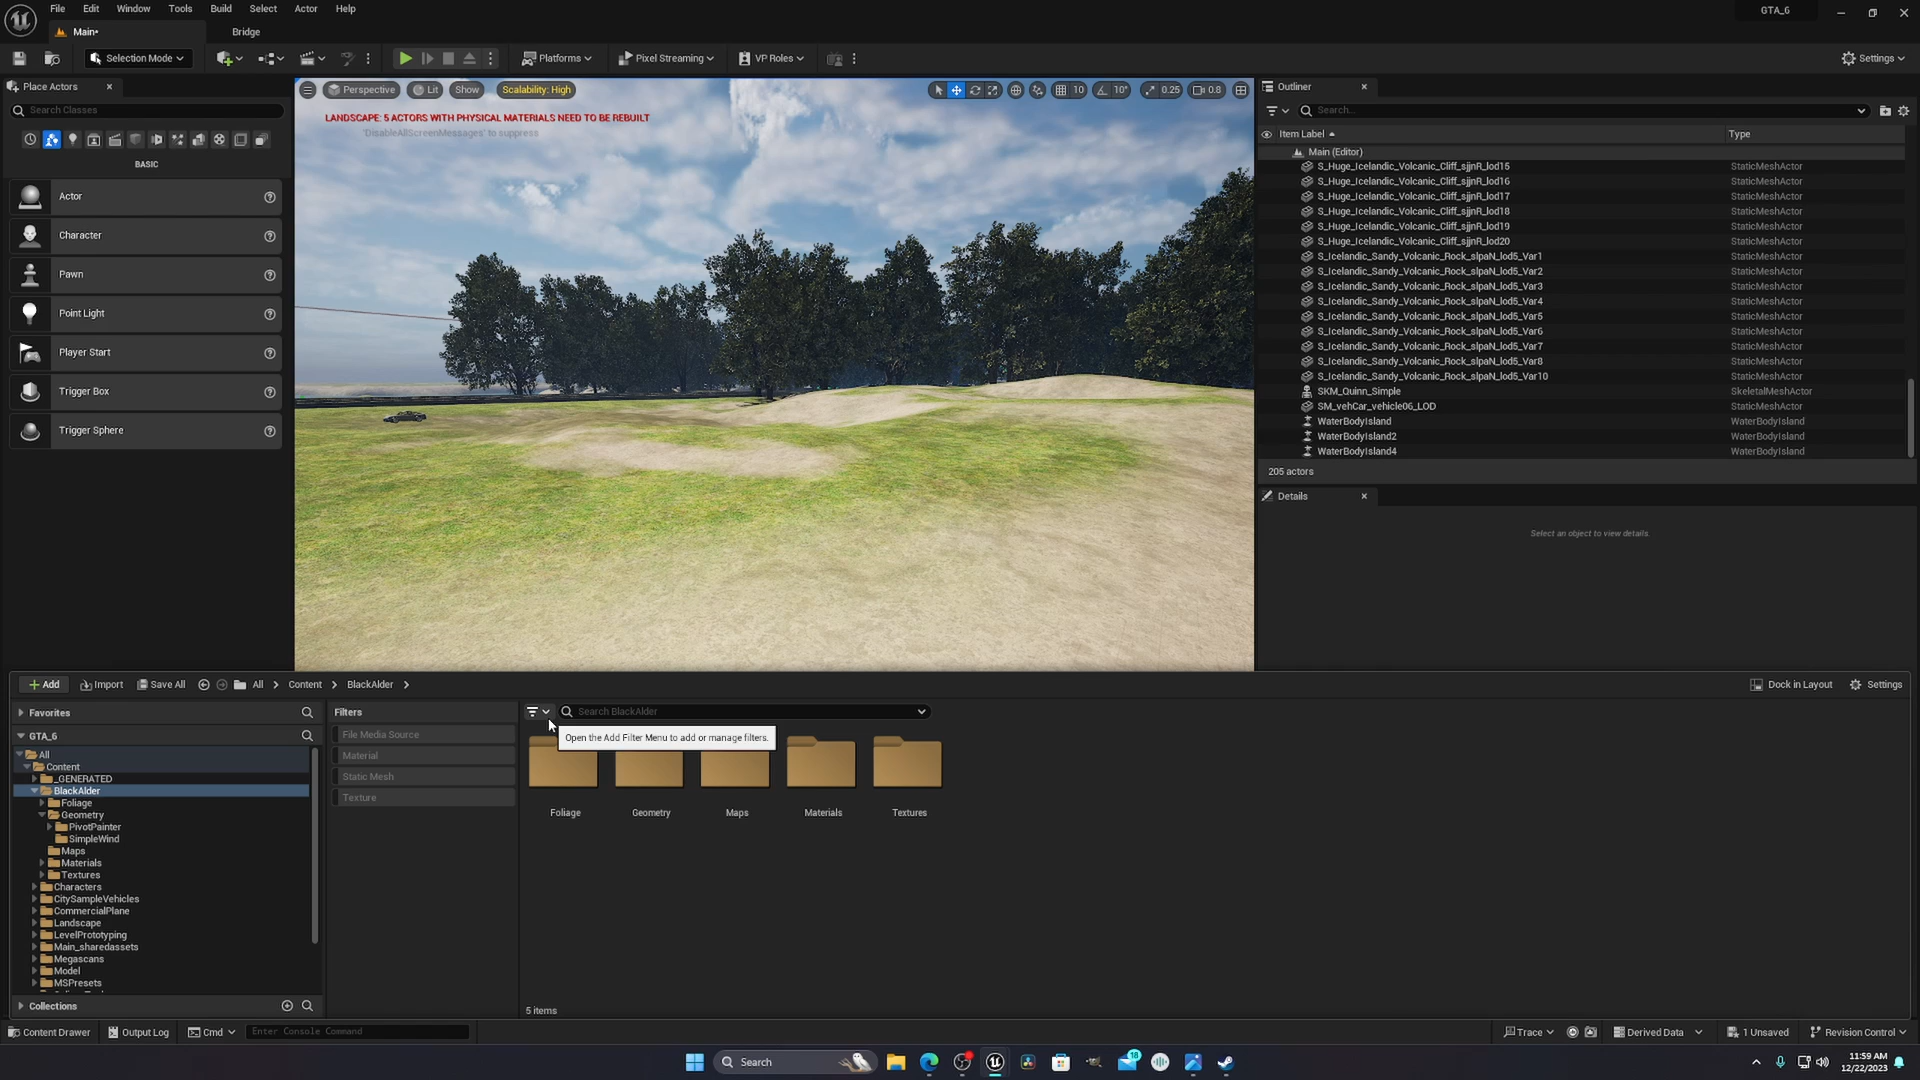 File Edit Window Tools Build Select Actor Help
GTA_6
Main•
Bridge
Selection Mode
Platforms
Pixel Streaming
VP Roles
Settings
Place Actors
Search Classes
BASIC
Actor
Character
Pawn
Point Light
Player Start
Trigger Box
Trigger Sphere
Perspective
Lit
Show
Scalability: High
10
10°
0.25
0.8
LANDSCAPE: 5 ACTORS WITH PHYSICAL MATERIALS NEED TO BE REBUILT
'DisableAllScreenMessages' to suppress
Outliner
Search...
Item Label
Type
Main (Editor)
S_Huge_Icelandic_Volcanic_Cliff_sjjnR_lod15 StaticMeshActor
S_Huge_Icelandic_Volcanic_Cliff_sjjnR_lod16 StaticMeshActor
S_Huge_Icelandic_Volcanic_Cliff_sjjnR_lod17 StaticMeshActor
S_Huge_Icelandic_Volcanic_Cliff_sjjnR_lod18 StaticMeshActor
S_Huge_Icelandic_Volcanic_Cliff_sjjnR_lod19 StaticMeshActor
S_Huge_Icelandic_Volcanic_Cliff_sjjnR_lod20 StaticMeshActor
S_Icelandic_Sandy_Volcanic_Rock_slpaN_lod5_Var1 StaticMeshActor
S_Icelandic_Sandy_Volcanic_Rock_slpaN_lod5_Var2 StaticMeshActor
S_Icelandic_Sandy_Volcanic_Rock_slpaN_lod5_Var3 StaticMeshActor
S_Icelandic_Sandy_Volcanic_Rock_slpaN_lod5_Var4 StaticMeshActor
S_Icelandic_Sandy_Volcanic_Rock_slpaN_lod5_Var5 StaticMeshActor
S_Icelandic_Sandy_Volcanic_Rock_slpaN_lod5_Var6 StaticMeshActor
S_Icelandic_Sandy_Volcanic_Rock_slpaN_lod5_Var7 StaticMeshActor
S_Icelandic_Sandy_Volcanic_Rock_slpaN_lod5_Var8 StaticMeshActor
S_Icelandic_Sandy_Volcanic_Rock_slpaN_lod5_Var10 StaticMeshActor
SKM_Quinn_Simple SkeletalMeshActor
SM_vehCar_vehicle06_LOD StaticMeshActor
WaterBodyIsland WaterBodyIsland
WaterBodyIsland2 WaterBodyIsland
WaterBodyIsland4 WaterBodyIsland
205 actors
Details
Select an object to view details.
Add
Import
Save All
All
Content
BlackAlder
Dock in Layout
Settings
Favorites
GTA_6
All
Content
_GENERATED
BlackAlder
Foliage
Geometry
PivotPainter
SimpleWind
Maps
Materials
Textures
Characters
CitySampleVehicles
CommercialPlane
Landscape
LevelPrototyping
Main_sharedassets
Megascans
Model
MSPresets
Collections
Filters
File Media Source
Material
Static Mesh
Texture
Search BlackAlder
Open the Add Filter Menu to add or manage filters.
Foliage
Geometry
Maps
Materials
Textures
5 items
Content Drawer
Output Log
Cmd
Enter Console Command
Trace
Derived Data
1 Unsaved
Revision Control
Search
18
11:59 AM
12/22/2023